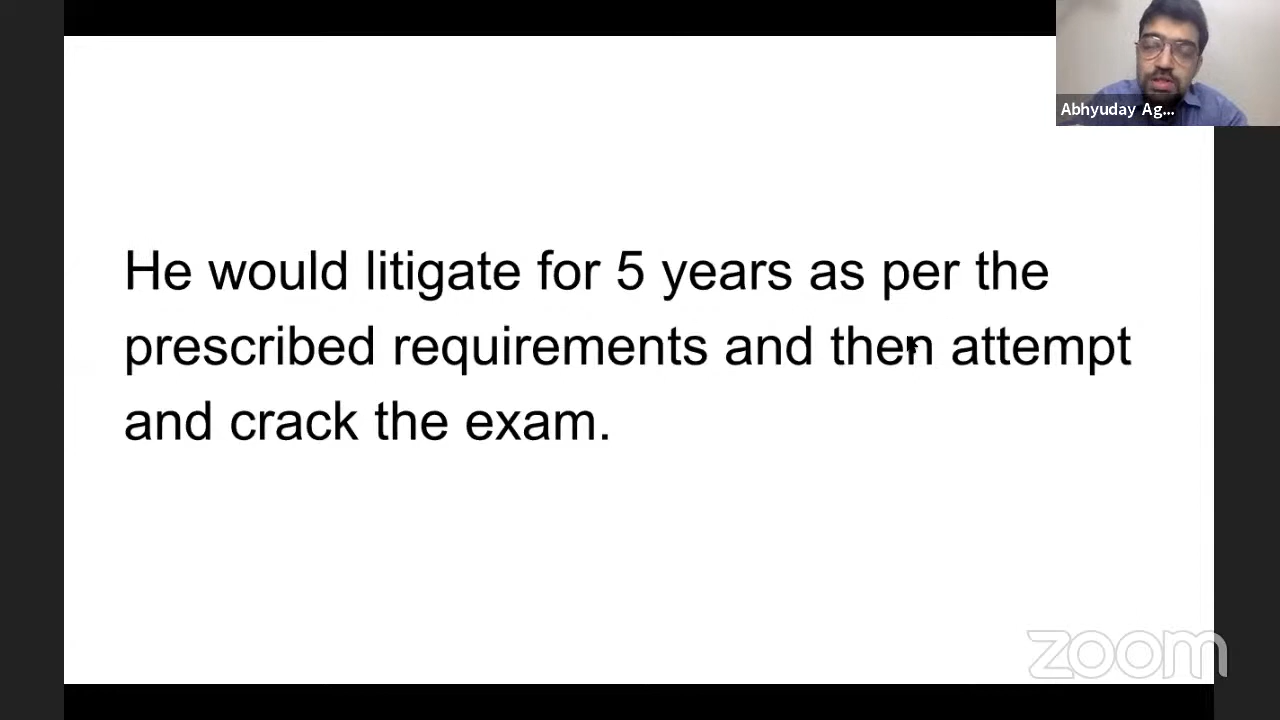 Abhyuday Ag...
He would litigate for 5 years as per the
prescribed requirements and then attempt
and crack the exam.
zoom